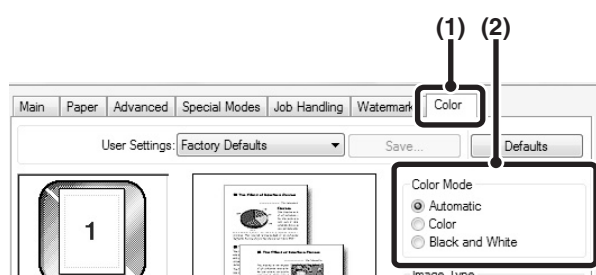 (1) (2)
Main Paper Advanced Special Modes Job Handling Watermark Color
User Settings: Factory Defaults Save... Defaults
Color Mode
Automatic
Color
Black and White
1
Image Type